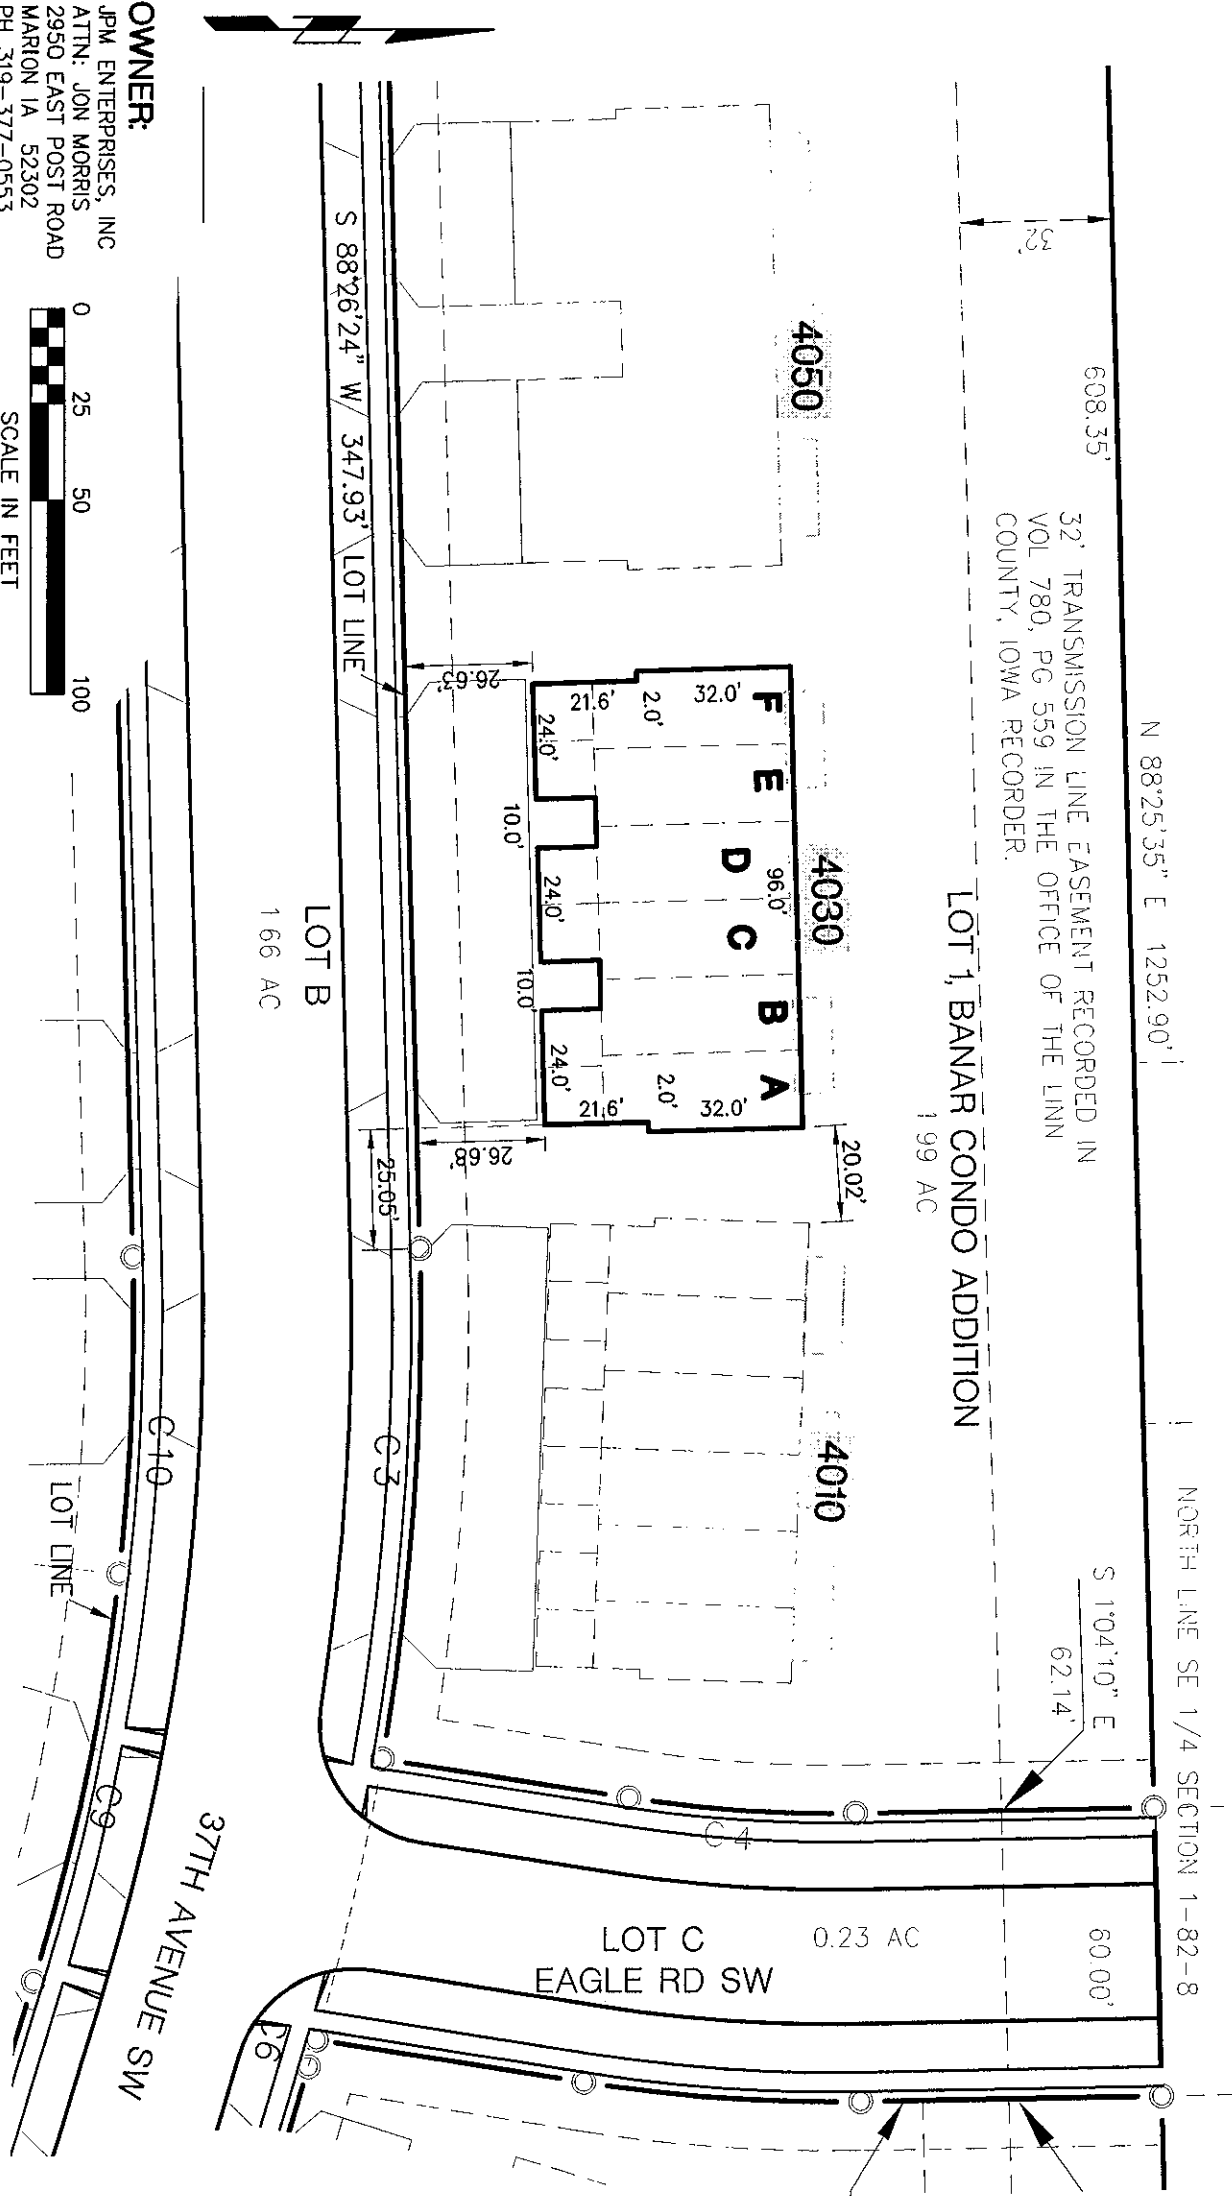 NORTH LINE SE 1/4 SECTION 1-82-8
N 88°25'35" E 1252.90'
608.35'
S 1°04'10" E
62.14'
60.00'
32'
32' TRANSMISSION LINE EASEMENT RECORDED IN
VOL 780, PG 559 IN THE OFFICE OF THE LINN
COUNTY, IOWA RECORDER.
LOT 1, BANAR CONDO ADDITION
1.99 AC
0.23 AC
LOT C
EAGLE RD SW
4050
4030
4010
20.02'
F
E
D
C
B
A
96.0'
32.0'
2.0'
21.6'
32.0'
2.0'
21.6'
24.0'
10.0'
24.0'
10.0'
24.0'
26.63'
26.68'
25.05'
C4
C3
S 88°26'24" W 347.93' LOT LINE
LOT B
1.66 AC
C6
C10
C9
37TH AVENUE SW
LOT LINE
OWNER:
JPM ENTERPRISES, INC
ATTN: JON MORRIS
2950 EAST POST ROAD
MARION IA 52302
PH 319-377-0553
0 25 50 100
SCALE IN FEET